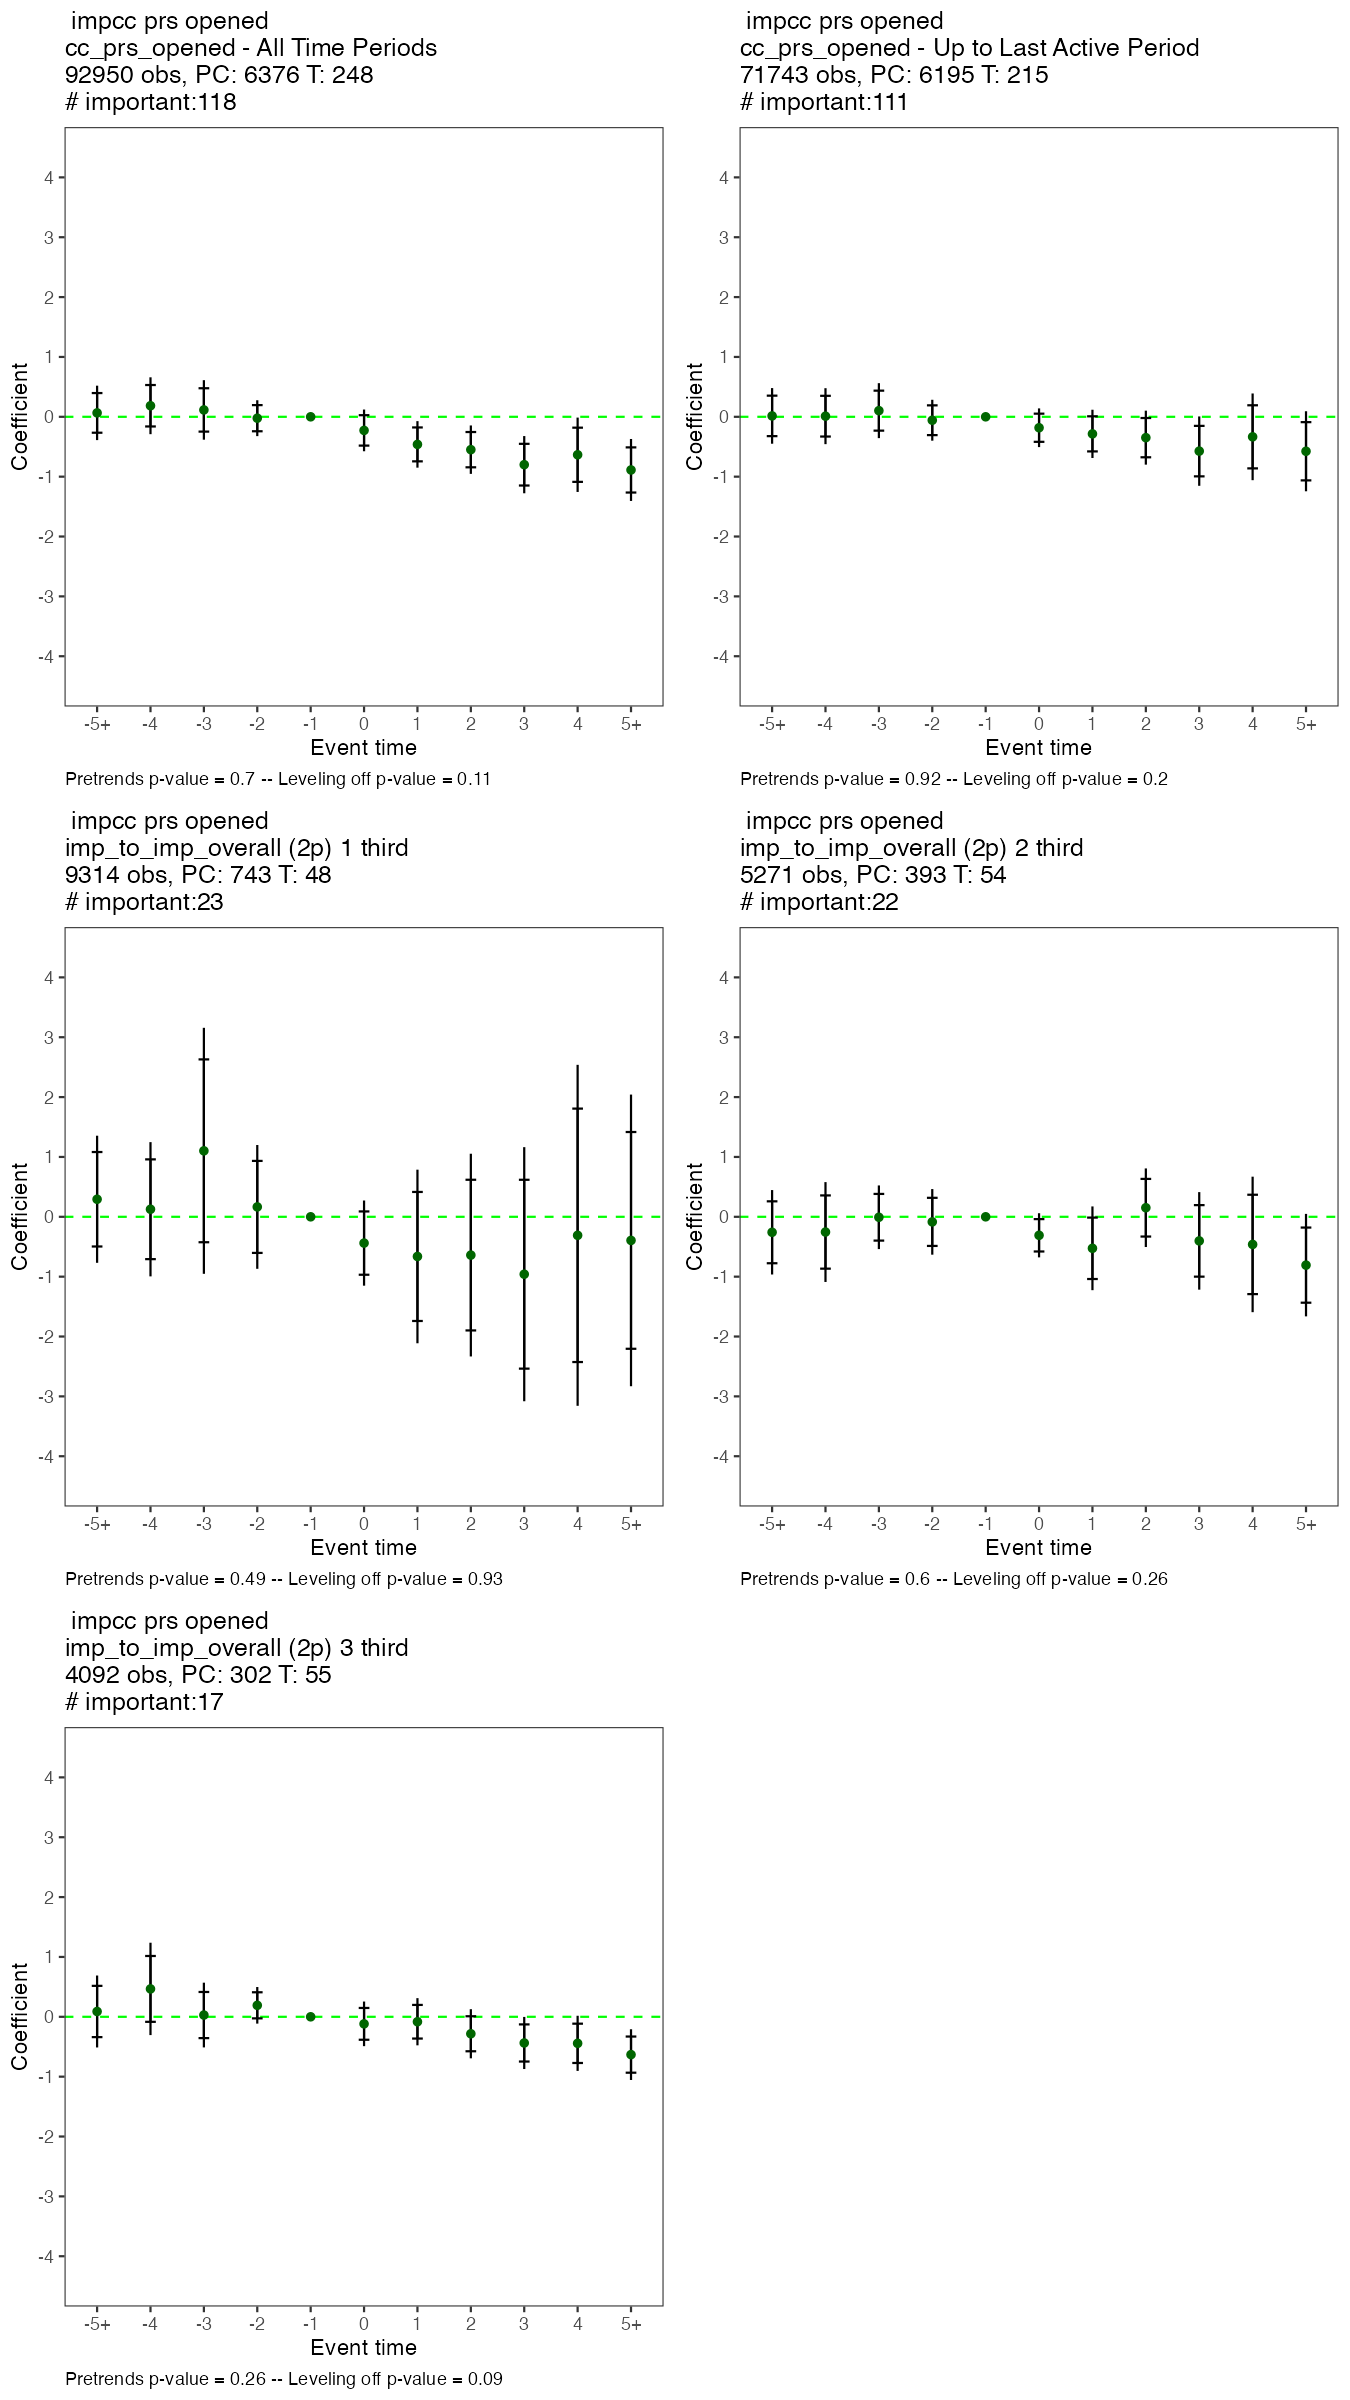 impcc prs opened
cc_prs_opened - All Time Periods
92950 obs, PC: 6376 T: 248
# important:118
4
3
2
1
0
-1
-2
-3
-4
Coefficient
-5+ -4 -3 -2 -1 0 1 2 3 4 5+
Event time
Pretrends p-value = 0.7 -- Leveling off p-value = 0.11
impcc prs opened
cc_prs_opened - Up to Last Active Period
71743 obs, PC: 6195 T: 215
# important:111
4
3
2
1
0
-1
-2
-3
-4
Coefficient
-5+ -4 -3 -2 -1 0 1 2 3 4 5+
Event time
Pretrends p-value = 0.92 -- Leveling off p-value = 0.2
impcc prs opened
imp_to_imp_overall (2p) 1 third
9314 obs, PC: 743 T: 48
# important:23
4
3
2
1
0
-1
-2
-3
-4
Coefficient
-5+ -4 -3 -2 -1 0 1 2 3 4 5+
Event time
Pretrends p-value = 0.49 -- Leveling off p-value = 0.93
impcc prs opened
imp_to_imp_overall (2p) 2 third
5271 obs, PC: 393 T: 54
# important:22
4
3
2
1
0
-1
-2
-3
-4
Coefficient
-5+ -4 -3 -2 -1 0 1 2 3 4 5+
Event time
Pretrends p-value = 0.6 -- Leveling off p-value = 0.26
impcc prs opened
imp_to_imp_overall (2p) 3 third
4092 obs, PC: 302 T: 55
# important:17
4
3
2
1
0
-1
-2
-3
-4
Coefficient
-5+ -4 -3 -2 -1 0 1 2 3 4 5+
Event time
Pretrends p-value = 0.26 -- Leveling off p-value = 0.09